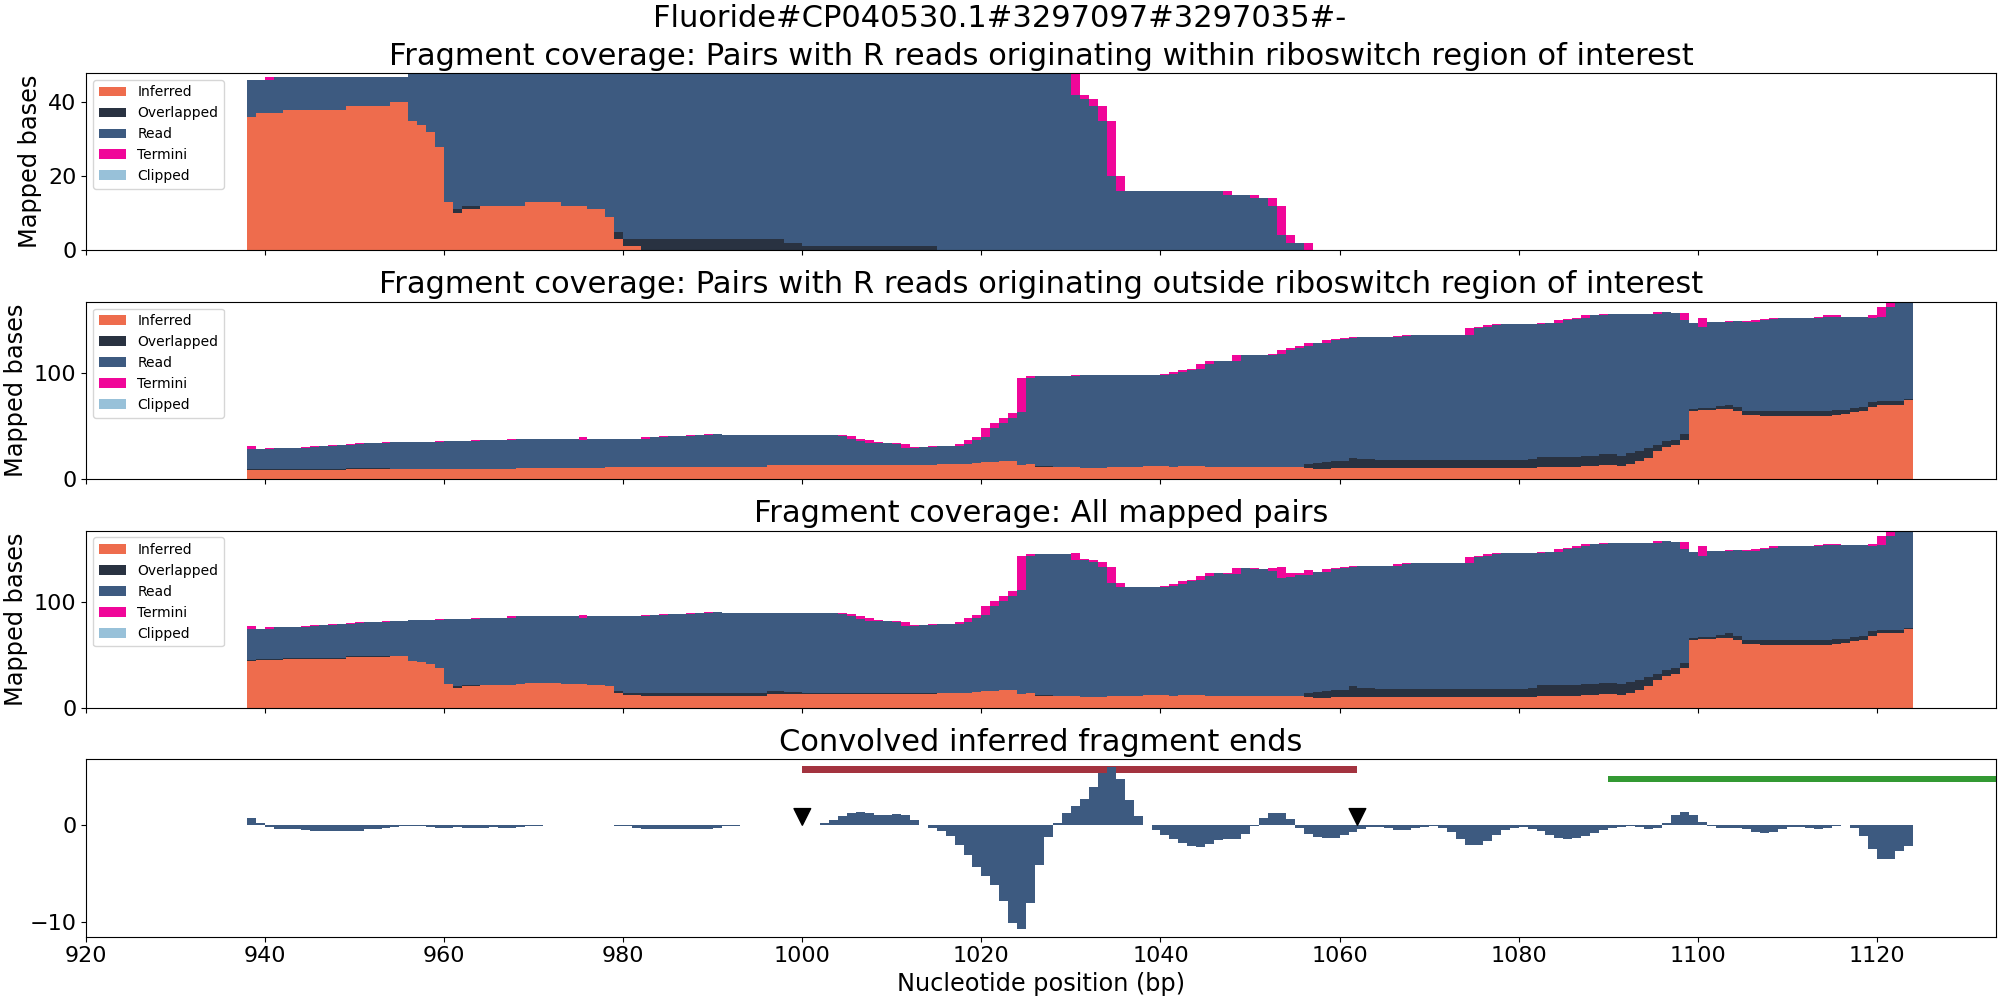 Fluoride#CP040530.1#3297097#3297035#-
Fragment coverage: Pairs with R reads originating within riboswitch region of interest
Mapped bases
40
20
0
Inferred
Overlapped
Read
Termini
Clipped
Fragment coverage: Pairs with R reads originating outside riboswitch region of interest
Mapped bases
100
0
Inferred
Overlapped
Read
Termini
Clipped
Fragment coverage: All mapped pairs
Mapped bases
100
0
Inferred
Overlapped
Read
Termini
Clipped
Convolved inferred fragment ends
0
−10
920 940 960 980 1000 1020 1040 1060 1080 1100 1120
Nucleotide position (bp)